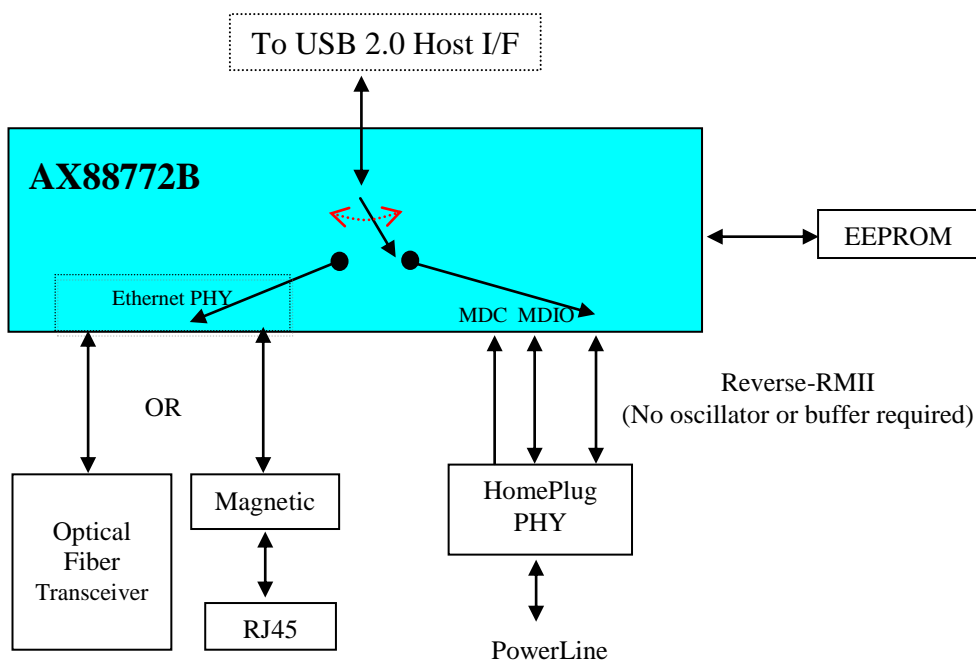 To USB 2.0 Host I/F
AX88772B
EEPROM
Ethernet PHY
MDC MDIO
Reverse-RMII
(No oscillator or buffer required)
OR
Optical
Fiber
Transceiver
Magnetic
HomePlug
PHY
RJ45
PowerLine